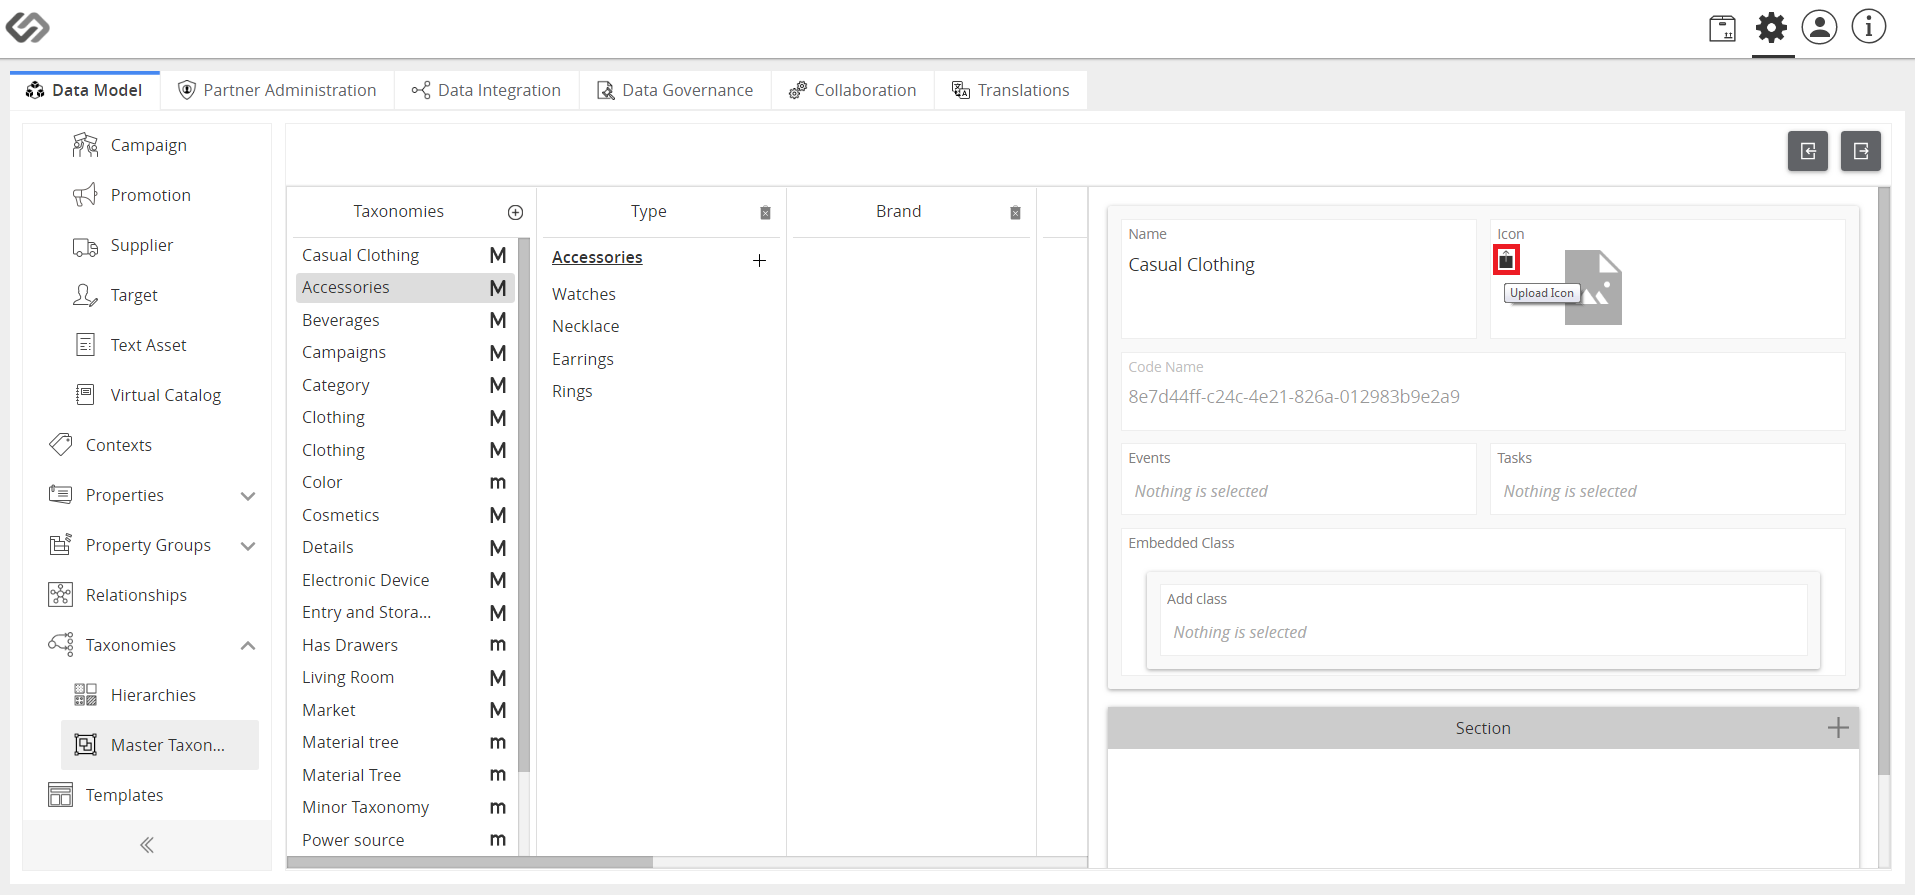 Data Model
Partner Administration
Data Integration
Data Governance
Collaboration
Translations
Campaign
Promotion
Supplier
Target
Text Asset
Virtual Catalog
Contexts
Properties
Property Groups
Relationships
Taxonomies
Hierarchies
Master Taxon...
Templates
Taxonomies
Casual Clothing M
Accessories M
Beverages M
Campaigns M
Category M
Clothing M
Clothing M
Color m
Cosmetics M
Details M
Electronic Device M
Entry and Stora... M
Has Drawers m
Living Room M
Market M
Material tree m
Material Tree m
Minor Taxonomy m
Power source m
Type
Accessories
Watches
Necklace
Earrings
Rings
Brand
Name
Casual Clothing
Icon
Upload Icon
Code Name
8e7d44ff-c24c-4e21-826a-012983b9e2a9
Events
Nothing is selected
Tasks
Nothing is selected
Embedded Class
Add class
Nothing is selected
Section